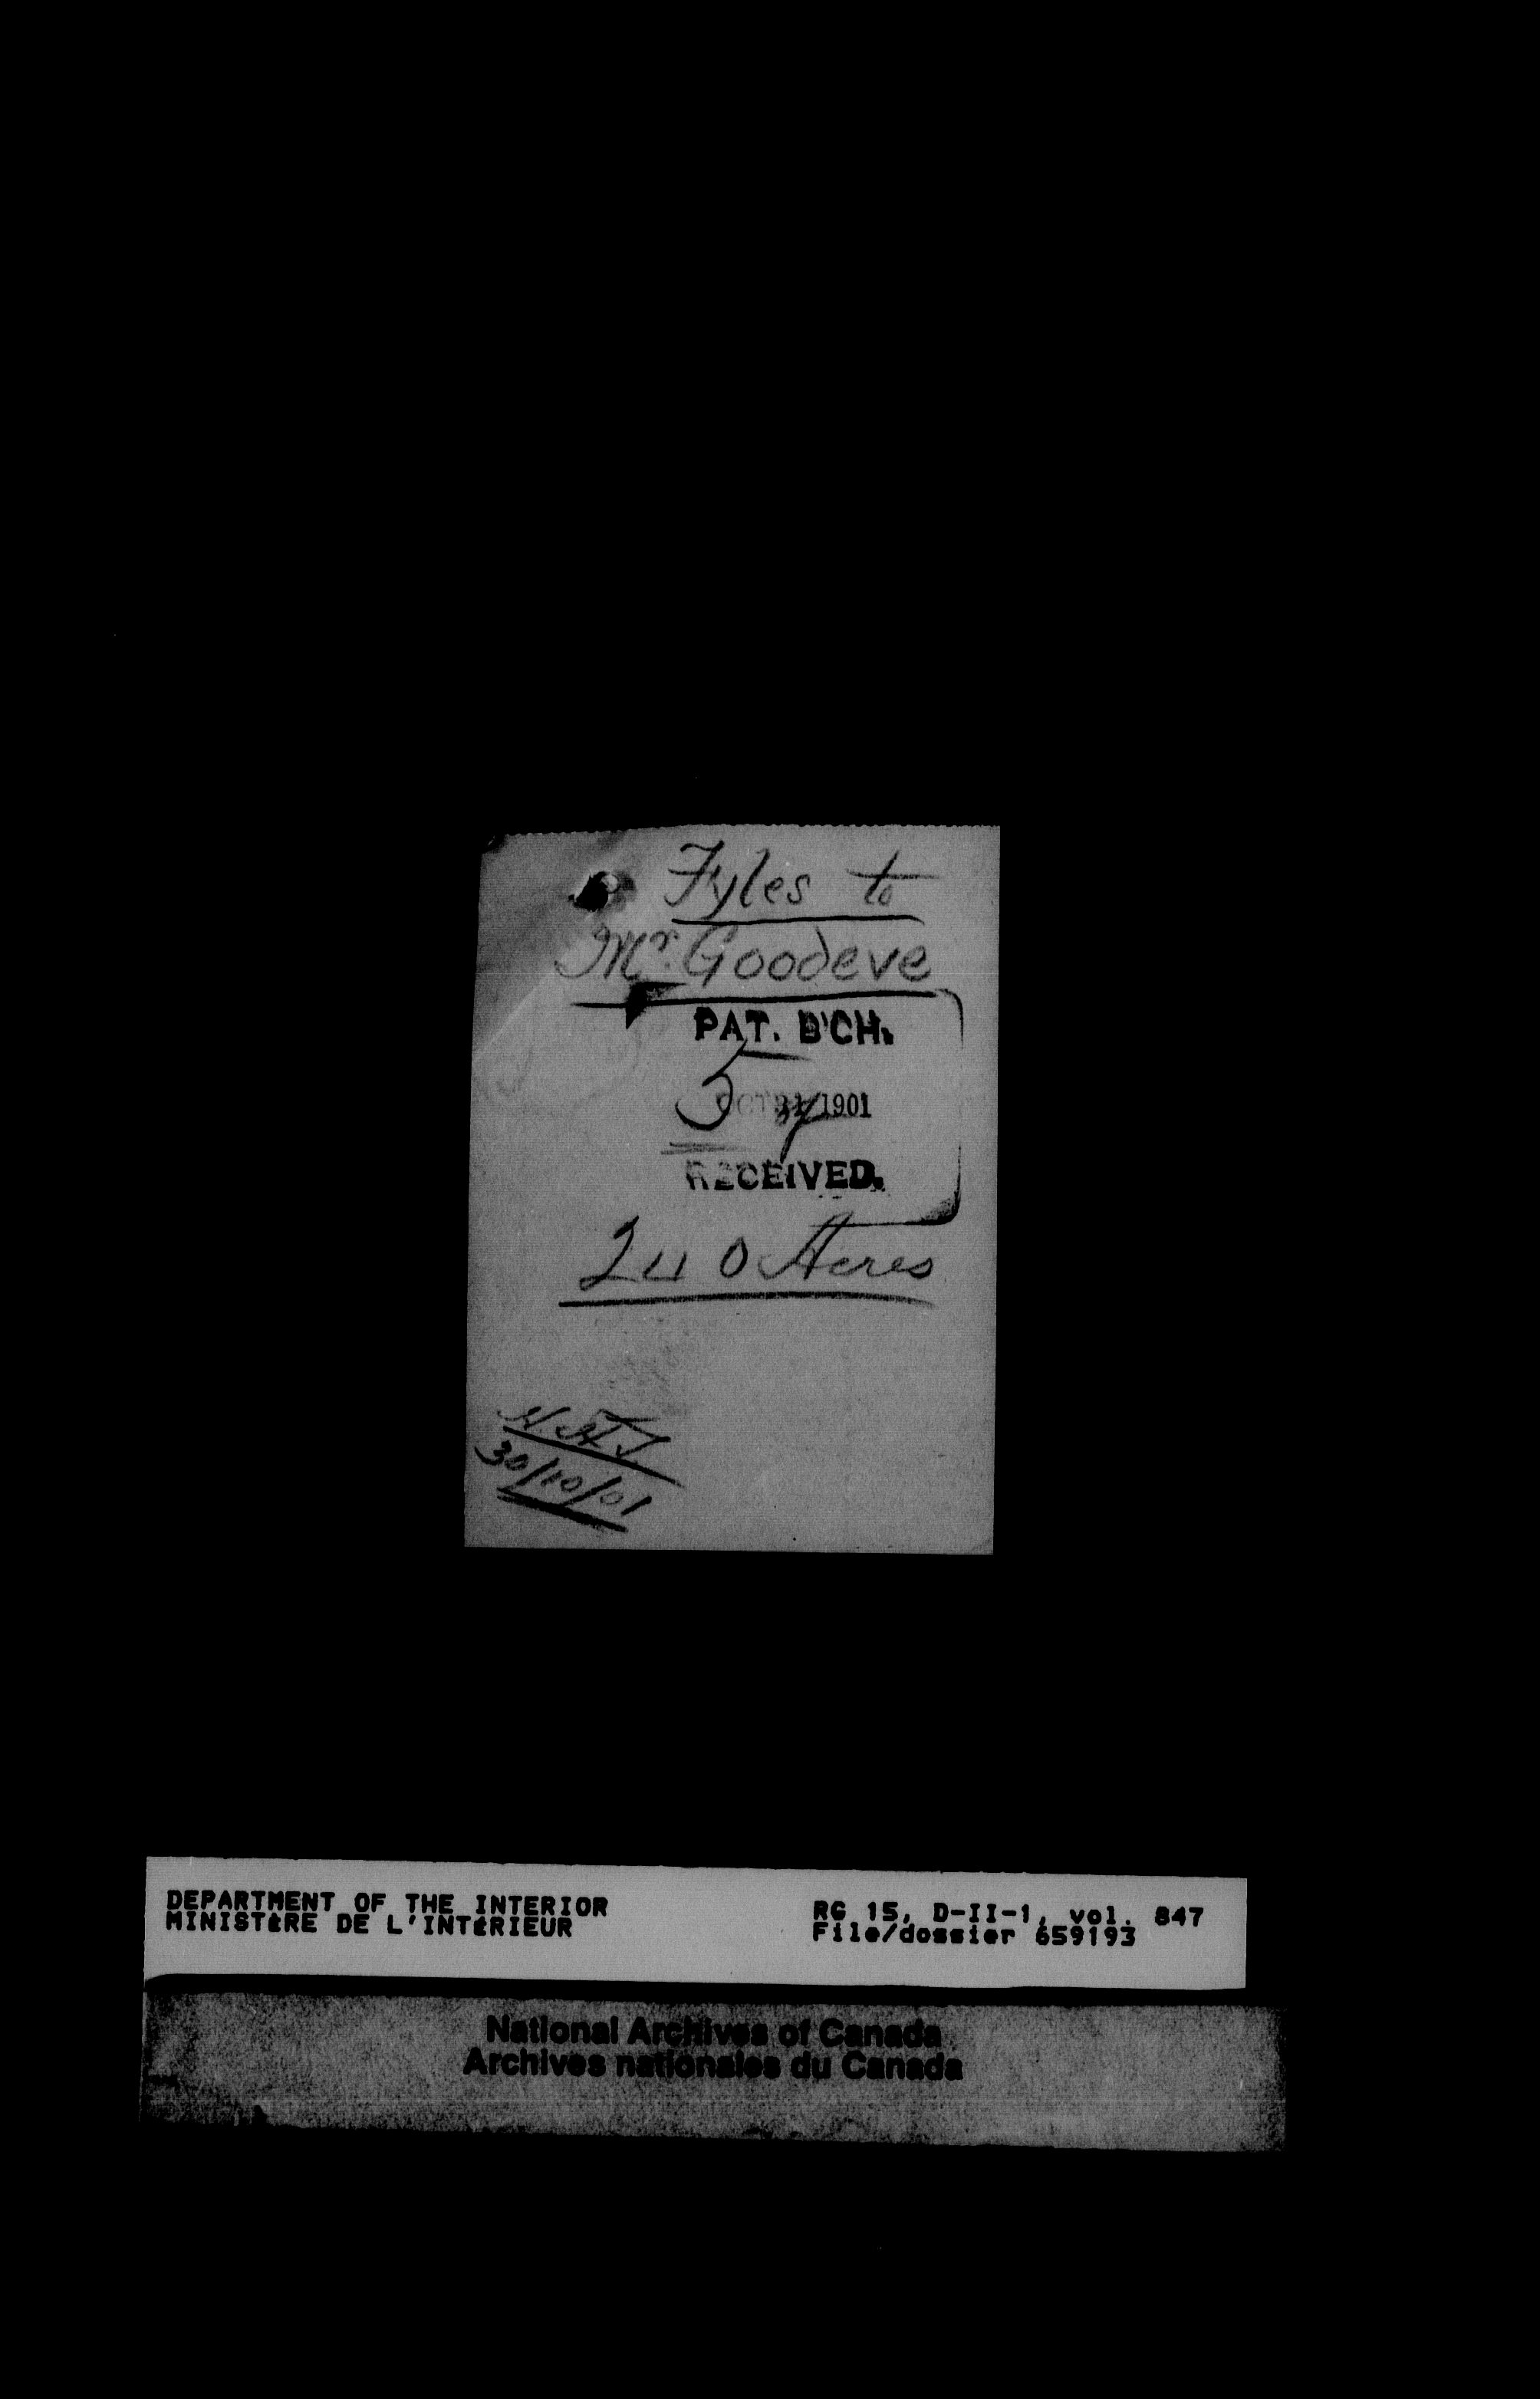 Fyles to
Mr. Goodeve
PAT. B'CH.
5
OCT 31 1901
RECEIVED.
240 Acres
30/10/01
DEPARTMENT OF THE INTERIOR
MINISTÈRE DE L'INTÉRIEUR
RG 15, D-II-1, vol. 847
File/dossier 659193
National Archives of Canada
Archives nationales du Canada